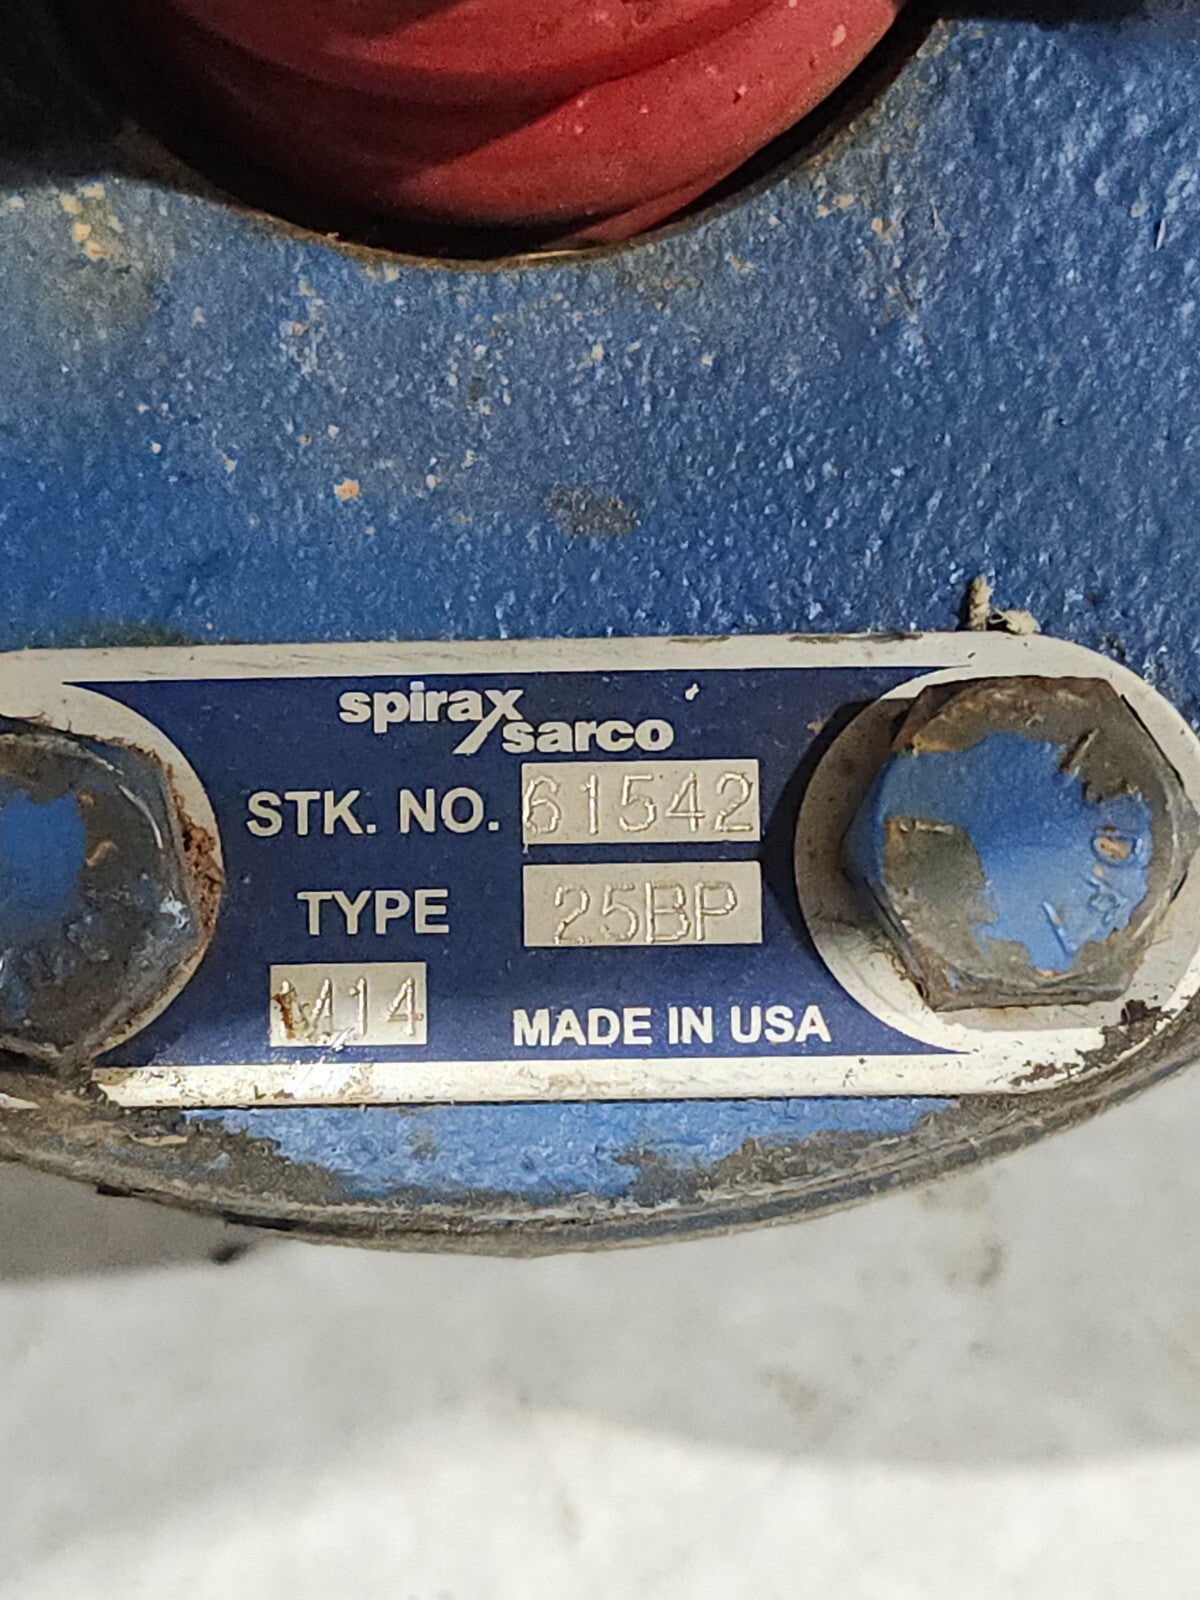 spirax
sarco
STK. NO. 61542
TYPE 25BP
M14 MADE IN USA